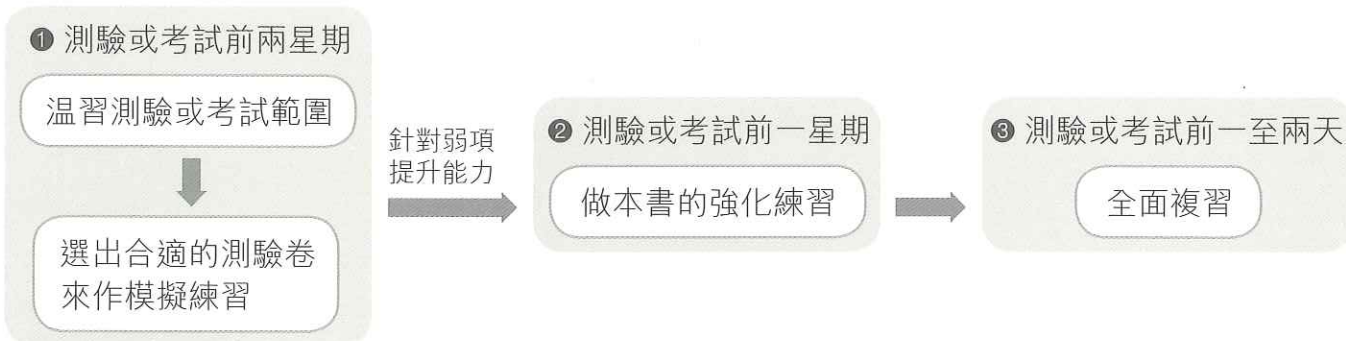 ❶ 測驗或考試前兩星期
温習測驗或考試範圍
選出合適的測驗卷
來作模擬練習
針對弱項
提升能力
❷ 測驗或考試前一星期
做本書的強化練習
❸ 測驗或考試前一至兩天
全面複習